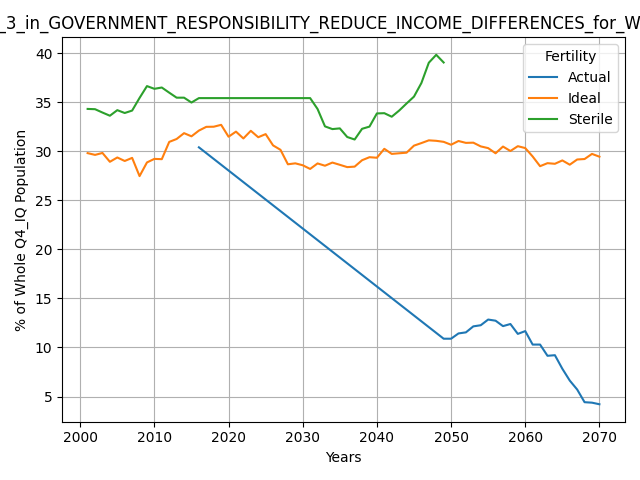 _3_in_GOVERNMENT_RESPONSIBILITY_REDUCE_INCOME_DIFFERENCES_for_W
Fertility
Actual
Ideal
Sterile
% of Whole Q4_IQ Population
40
35
30
25
20
15
10
5
2000 2010 2020 2030 2040 2050 2060 2070
Years